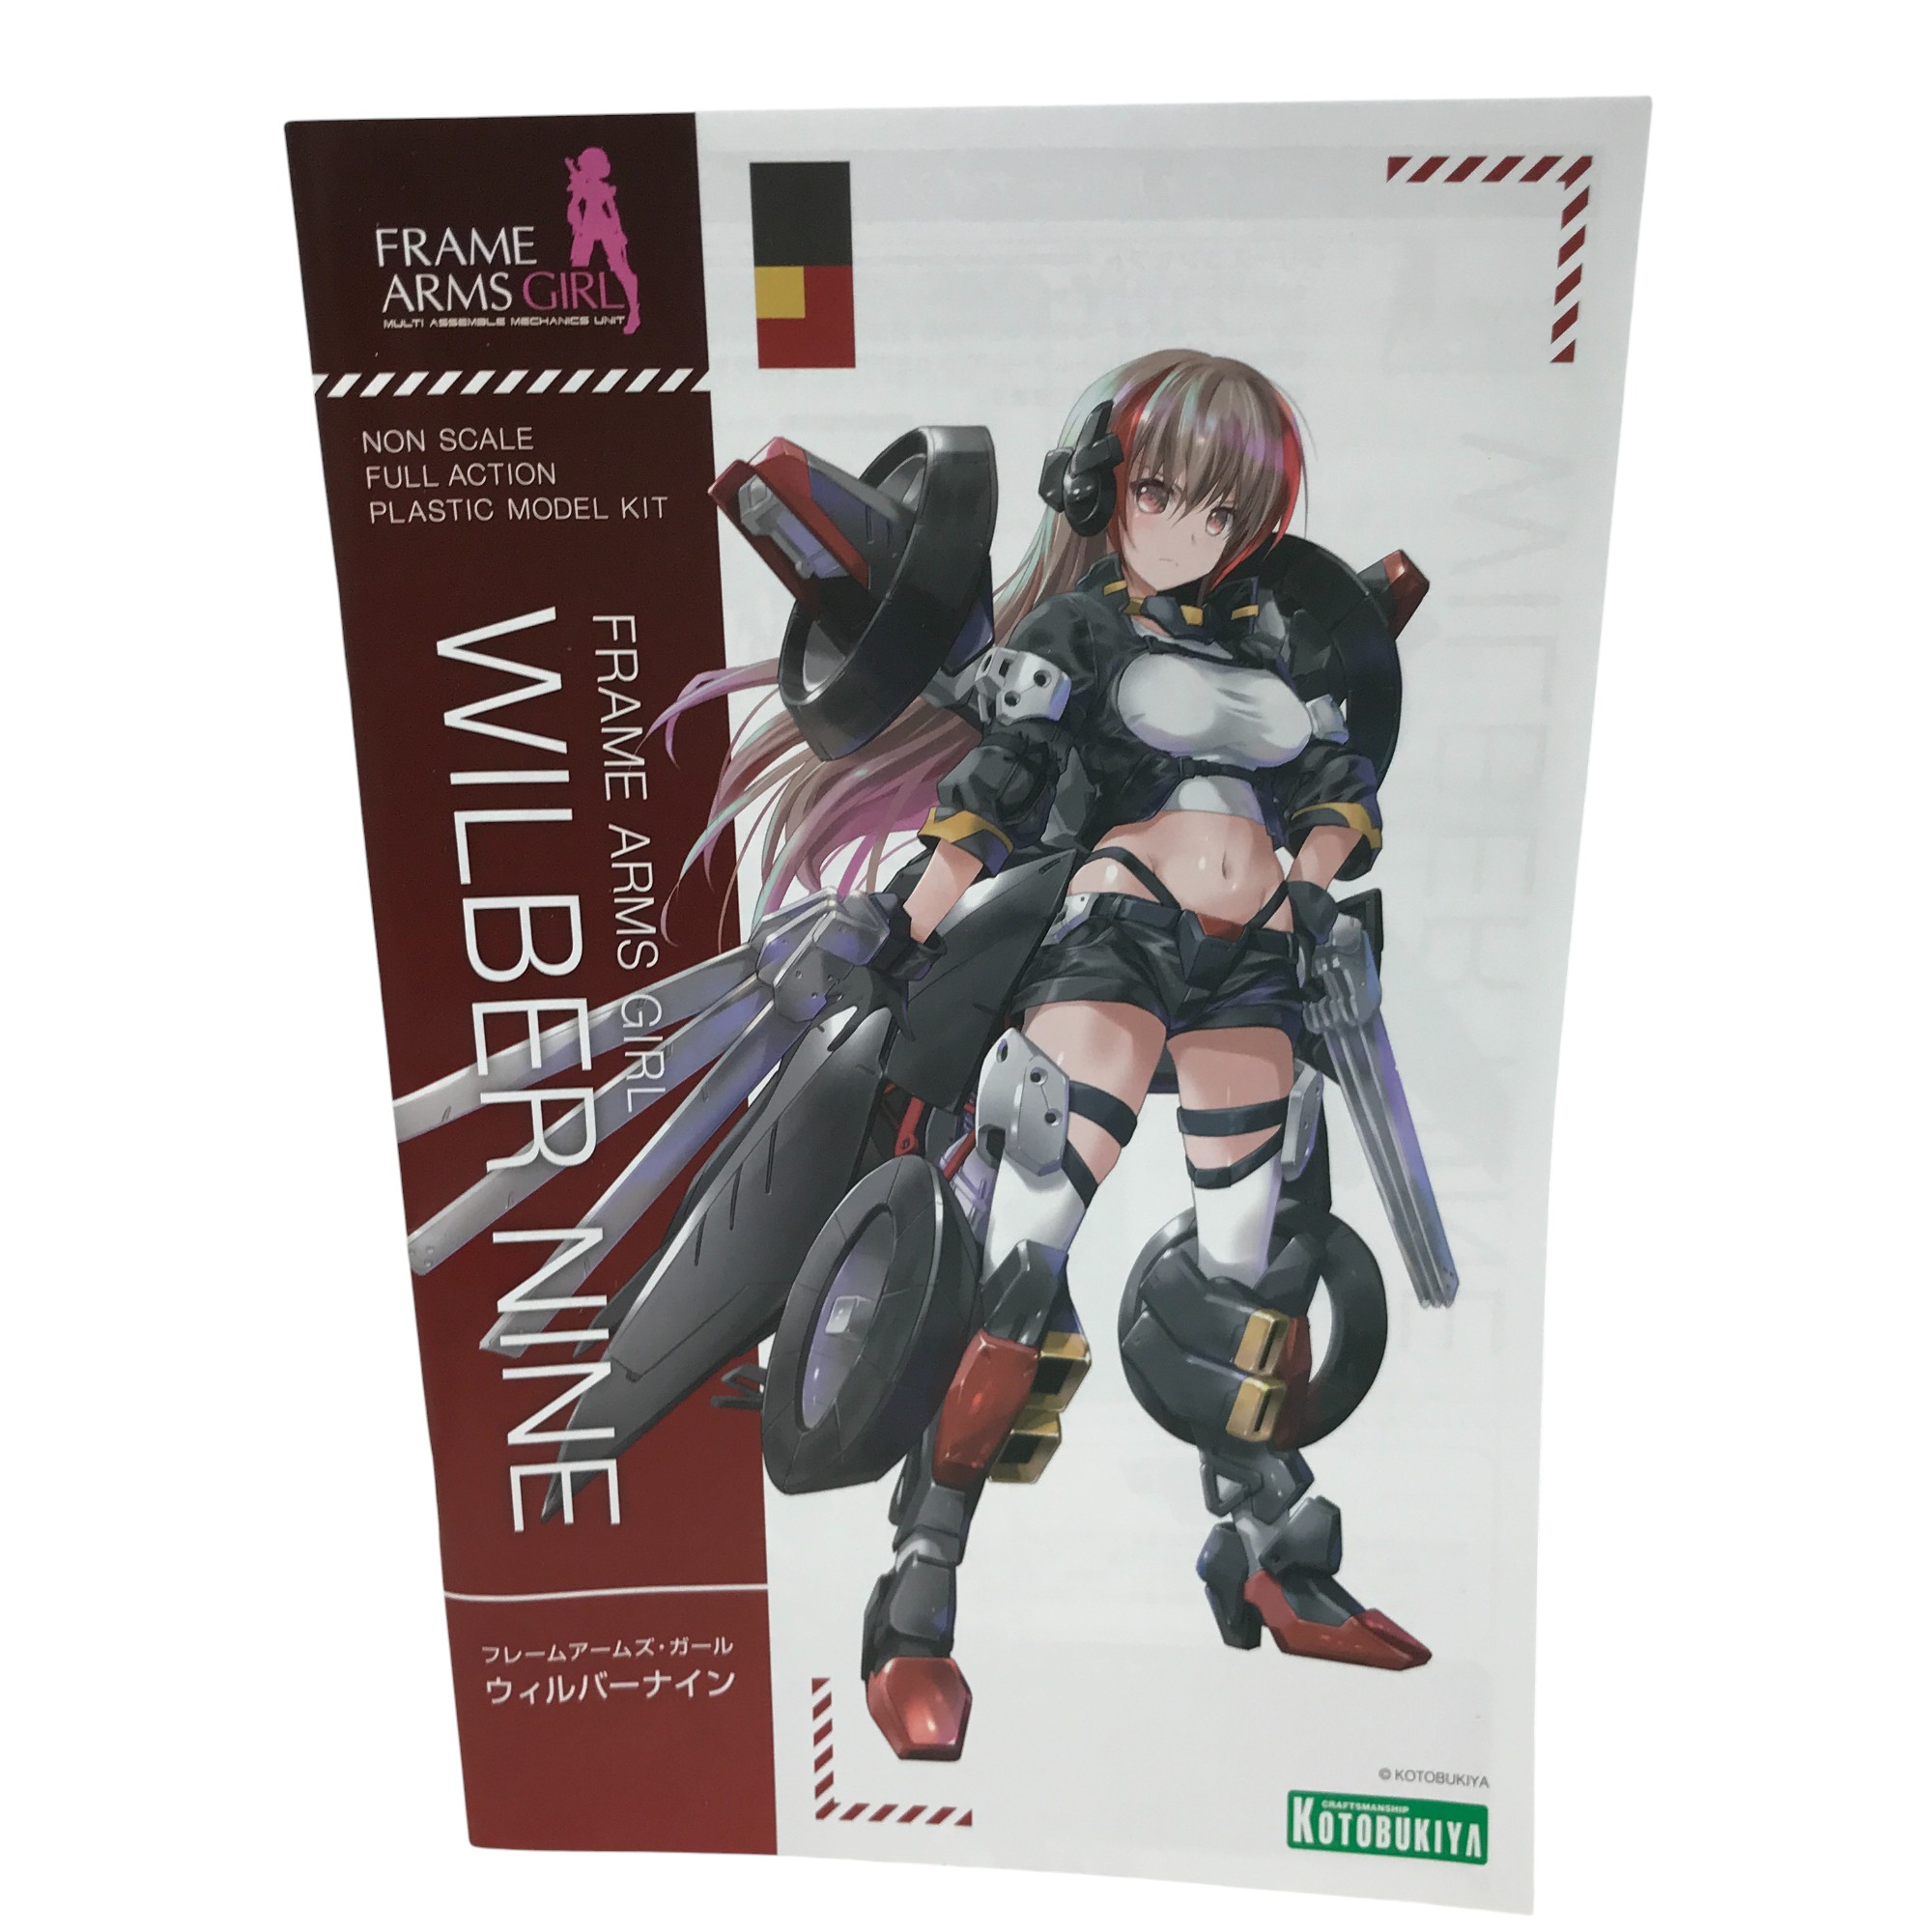 FRAME
ARMS GIRL
MULTI ASSEMBLE MECHANICS UNIT
NON SCALE
FULL ACTION
PLASTIC MODEL KIT
FRAME ARMS GIRL
WILBER NINE
フレームアームズ・ガール
ウィルバーナイン
© KOTOBUKIYA
CRAFTSMANSHIP
KOTOBUKIYA